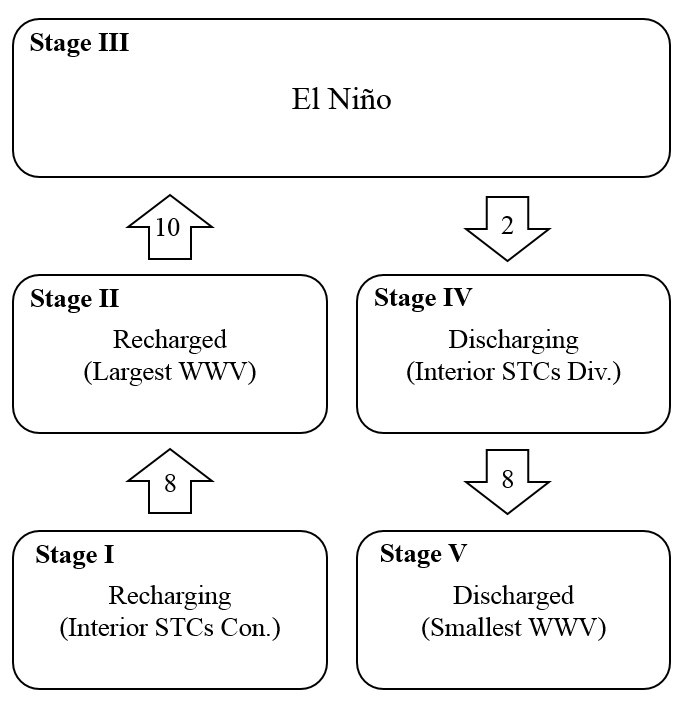 Stage III
El Niño
10
2
Stage II
Recharged
(Largest WWV)
Stage IV
Discharging
(Interior STCs Div.)
8
8
Stage I
Recharging
(Interior STCs Con.)
Stage V
Discharged
(Smallest WWV)